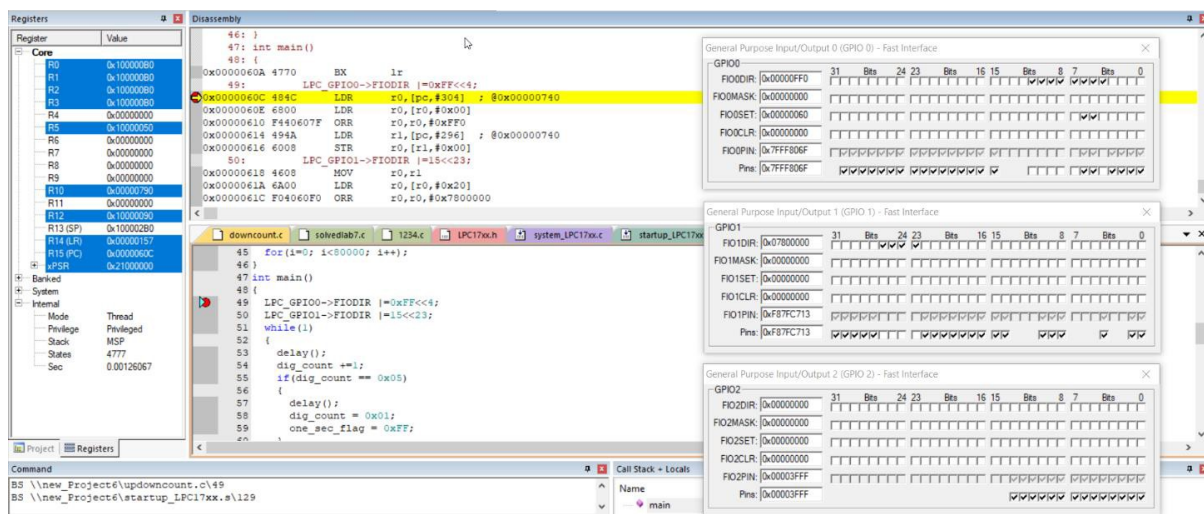 Registers
Register Value
Core
R0 0x100000B0
R1 0x100000B0
R2 0x100000B0
R3 0x100000B0
R4 0x00000000
R5 0x10000050
R6 0x00000000
R7 0x00000000
R8 0x00000000
R9 0x00000000
R10 0x00000790
R11 0x00000000
R12 0x10000090
R13 (SP) 0x100002B0
R14 (LR) 0x00000157
R15 (PC) 0x0000060C
xPSR 0x21000000
Banked
System
Internal
Mode Thread
Privilege Privileged
Stack MSP
States 4777
Sec 0.00126067
Project Registers
Disassembly
46: }
47: int main()
48: {
0x0000060A 4770 BX lr
49: LPC_GPIO0->FIODIR |=0xFF<<4;
0x0000060C 484C LDR r0,[pc,#304] ; @0x00000740
0x0000060E 6800 LDR r0,[r0,#0x00]
0x00000610 F440607F ORR r0,r0,#0xFF0
0x00000614 494A LDR r1,[pc,#296] ; @0x00000740
0x00000616 6008 STR r0,[r1,#0x00]
50: LPC_GPIO1->FIODIR |=15<<23;
0x00000618 4608 MOV r0,r1
0x0000061A 6A00 LDR r0,[r0,#0x20]
0x0000061C F04060F0 ORR r0,r0,#0x7800000
downcount.c solvedlab7.c 1234.c LPC17xx.h system_LPC17xx.c startup_LPC17xx
45 for(i=0; i<80000; i++);
46 }
47 int main()
48 {
49 LPC_GPIO0->FIODIR |=0xFF<<4;
50 LPC_GPIO1->FIODIR |=15<<23;
51 while(1)
52 {
53 delay();
54 dig_count +=1;
55 if(dig_count == 0x05)
56 {
57 delay();
58 dig_count = 0x01;
59 one_sec_flag = 0xFF;
General Purpose Input/Output 0 (GPIO 0) - Fast Interface
GPIO0
31 Bits 24 23 Bits 16 15 Bits 8 7 Bits 0
FIO0DIR: 0x00000FF0
FIO0MASK: 0x00000000
FIO0SET: 0x00000060
FIO0CLR: 0x00000000
FIO0PIN: 0x7FFF806F
Pins: 0x7FFF806F
General Purpose Input/Output 1 (GPIO 1) - Fast Interface
GPIO1
31 Bits 24 23 Bits 16 15 Bits 8 7 Bits 0
FIO1DIR: 0x07800000
FIO1MASK: 0x00000000
FIO1SET: 0x00000000
FIO1CLR: 0x00000000
FIO1PIN: 0xF87FC713
Pins: 0xF87FC713
General Purpose Input/Output 2 (GPIO 2) - Fast Interface
GPIO2
31 Bits 24 23 Bits 16 15 Bits 8 7 Bits 0
FIO2DIR: 0x00000000
FIO2MASK: 0x00000000
FIO2SET: 0x00000000
FIO2CLR: 0x00000000
FIO2PIN: 0x00003FFF
Pins: 0x00003FFF
Command
BS \\new_Project6\updowncount.c\49
BS \\new_Project6\startup_LPC17xx.s\129
Call Stack + Locals
Name
main